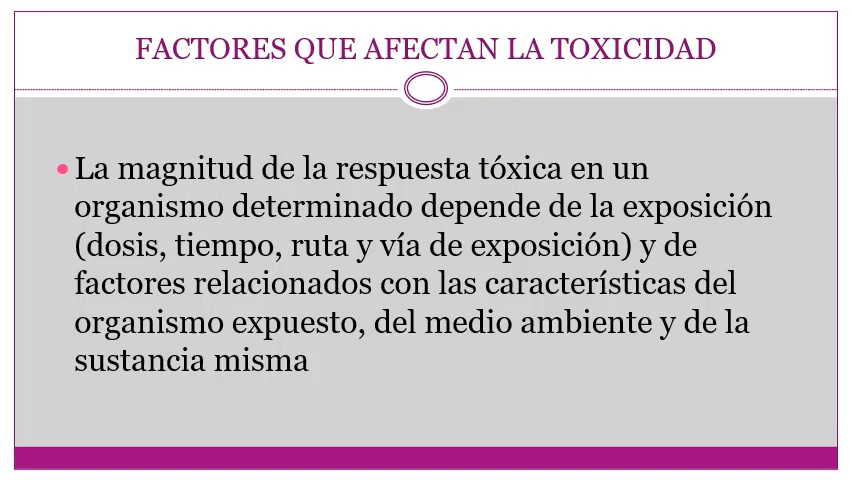 FACTORES QUE AFECTAN LA TOXICIDAD
La magnitud de la respuesta tóxica en un
organismo determinado depende de la exposición
(dosis, tiempo, ruta y vía de exposición) y de
factores relacionados con las características del
organismo expuesto, del medio ambiente y de la
sustancia misma